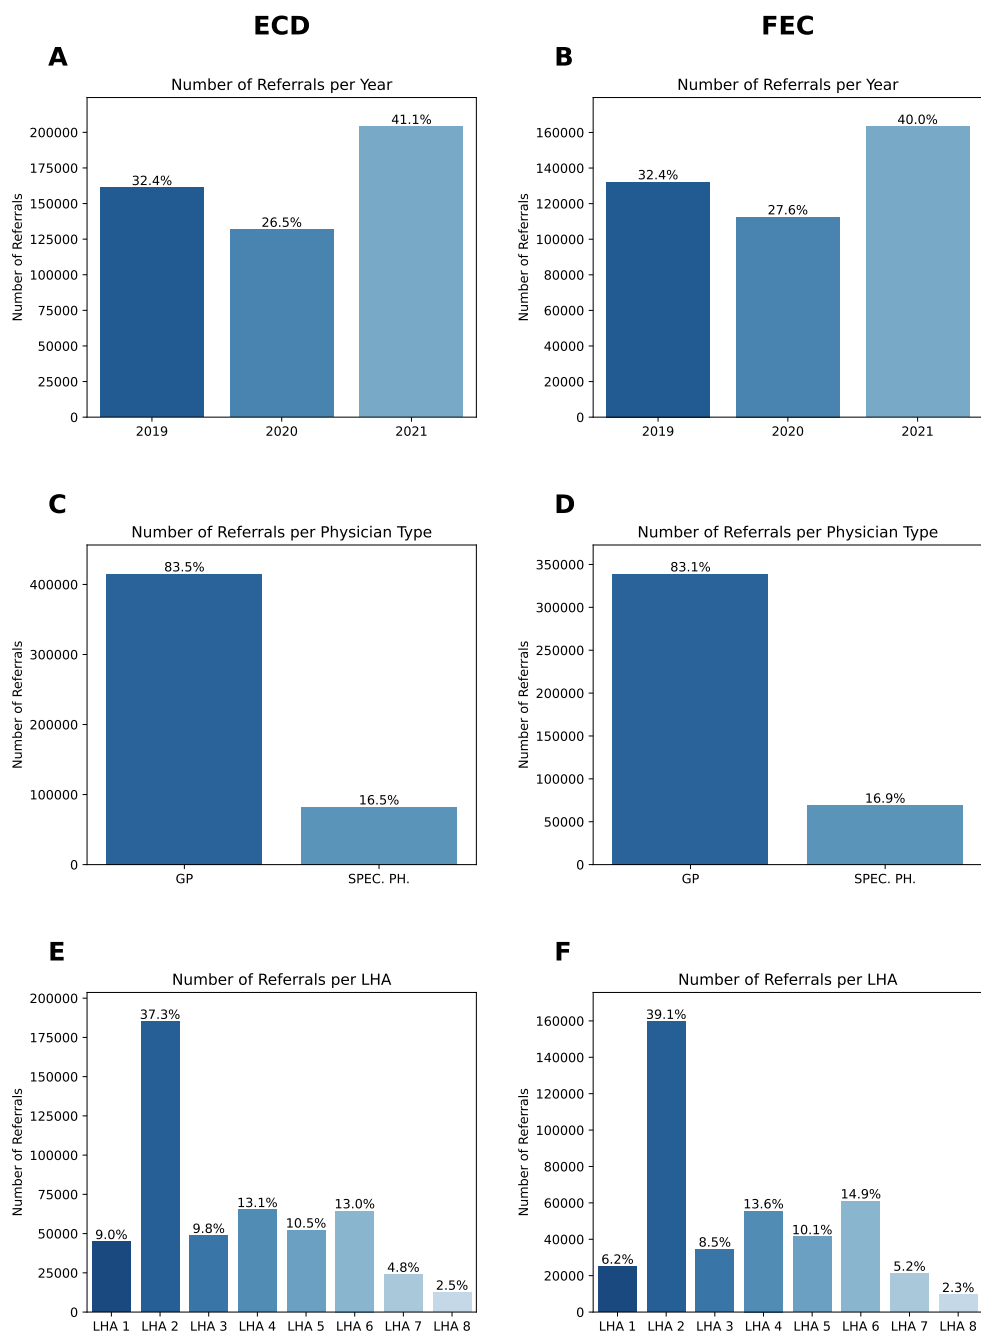 ECD
FEC
A
Number of Referrals per Year
Number of Referrals
200000
175000
150000
125000
100000
75000
50000
25000
0
32.4%
26.5%
41.1%
2019 2020 2021
B
Number of Referrals per Year
Number of Referrals
160000
140000
120000
100000
80000
60000
40000
20000
0
32.4%
27.6%
40.0%
2019 2020 2021
C
Number of Referrals per Physician Type
Number of Referrals
400000
300000
200000
100000
0
83.5%
16.5%
GP SPEC. PH.
D
Number of Referrals per Physician Type
Number of Referrals
350000
300000
250000
200000
150000
100000
50000
0
83.1%
16.9%
GP SPEC. PH.
E
Number of Referrals per LHA
Number of Referrals
200000
175000
150000
125000
100000
75000
50000
25000
0
9.0%
37.3%
9.8%
13.1%
10.5%
13.0%
4.8%
2.5%
LHA 1 LHA 2 LHA 3 LHA 4 LHA 5 LHA 6 LHA 7 LHA 8
F
Number of Referrals per LHA
Number of Referrals
160000
140000
120000
100000
80000
60000
40000
20000
0
6.2%
39.1%
8.5%
13.6%
10.1%
14.9%
5.2%
2.3%
LHA 1 LHA 2 LHA 3 LHA 4 LHA 5 LHA 6 LHA 7 LHA 8